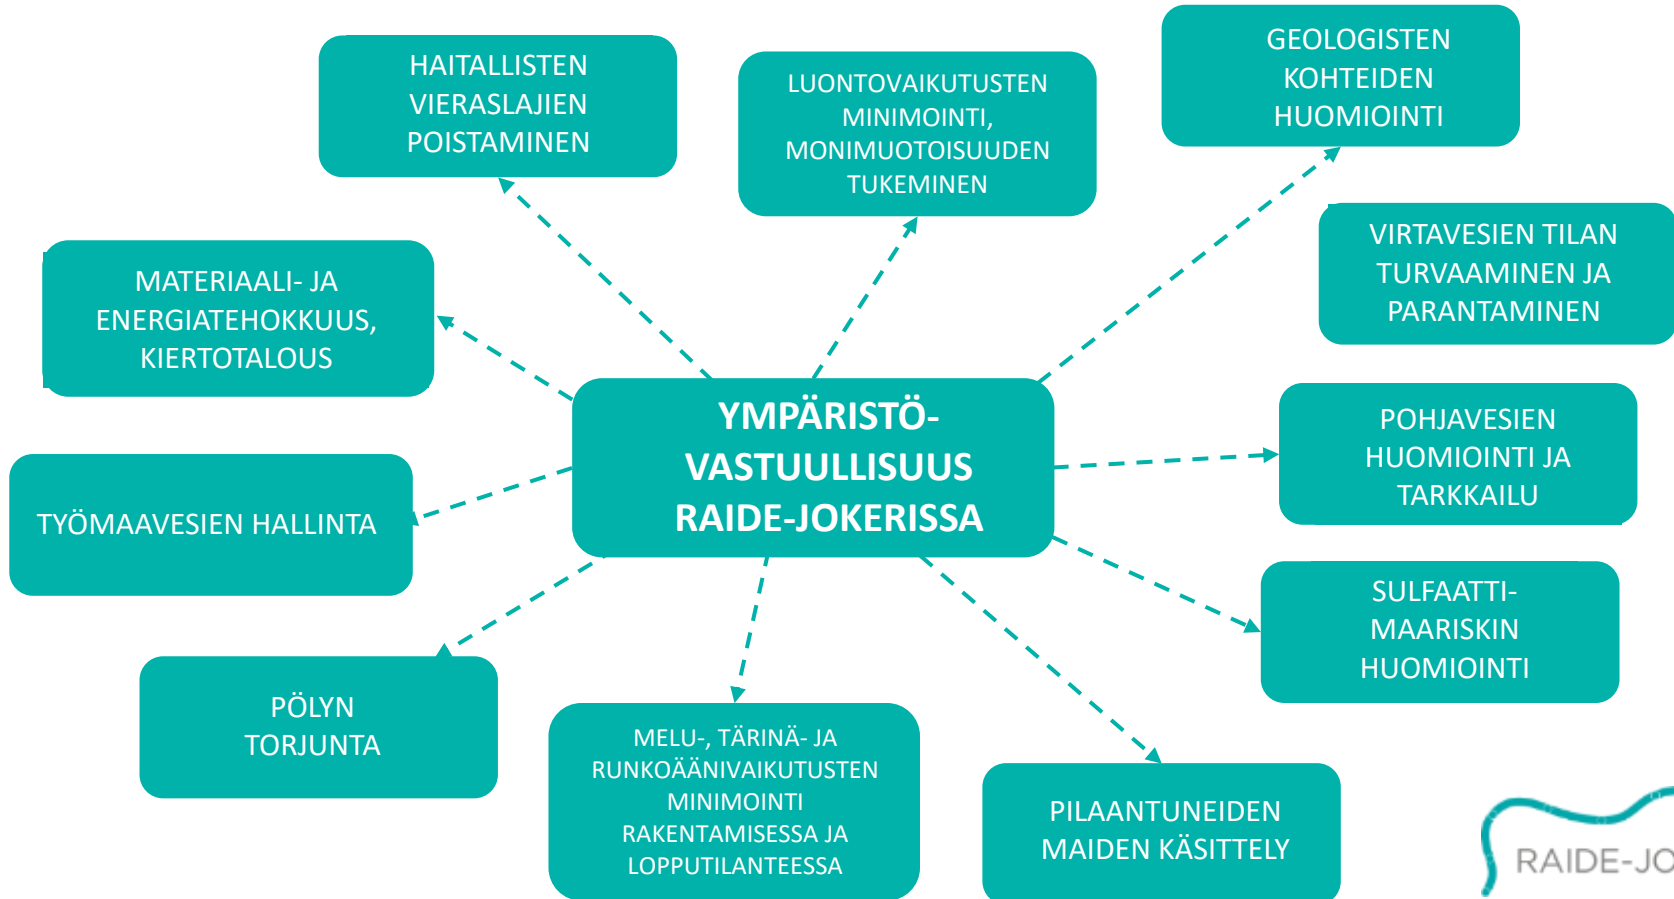 HAITALLISTEN
VIERASLAJIEN
POISTAMINEN
LUONTOVAIKUTUSTEN
MINIMOINTI,
MONIMUOTOISUUDEN
TUKEMINEN
GEOLOGISTEN
KOHTEIDEN
HUOMIOINTI
VIRTAVESIEN TILAN
TURVAAMINEN JA
PARANTAMINEN
MATERIAALI- JA
ENERGIATEHOKKUUS,
KIERTOTALOUS
YMPÄRISTÖ-
VASTUULLISUUS
RAIDE-JOKERISSA
POHJAVESIEN
HUOMIOINTI JA
TARKKAILU
TYÖMAAVESIEN HALLINTA
SULFAATTI-
MAARISKIN
HUOMIOINTI
PÖLYN
TORJUNTA
MELU-, TÄRINÄ- JA
RUNKOÄÄNIVAIKUTUSTEN
MINIMOINTI
RAKENTAMISESSA JA
LOPPUTILANTEESSA
PILAANTUNEIDEN
MAIDEN KÄSITTELY
RAIDE-JO